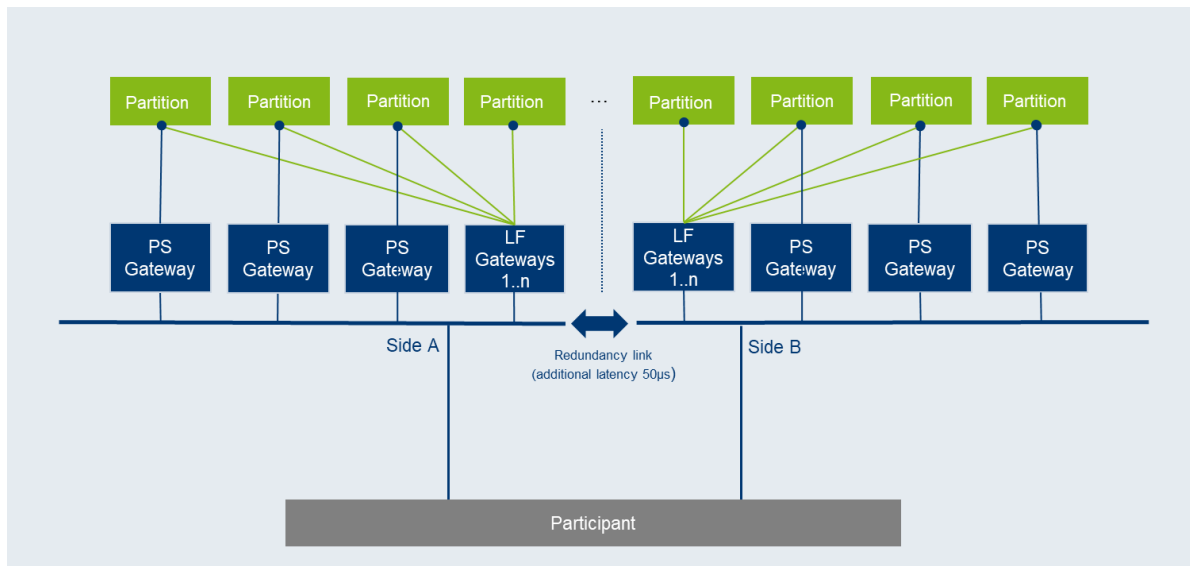 Partition
Partition
Partition
Partition
...
Partition
Partition
Partition
Partition
PS
Gateway
PS
Gateway
PS
Gateway
LF
Gateways
1..n
LF
Gateways
1..n
PS
Gateway
PS
Gateway
PS
Gateway
Side A
Redundancy link
(additional latency 50µs)
Side B
Participant